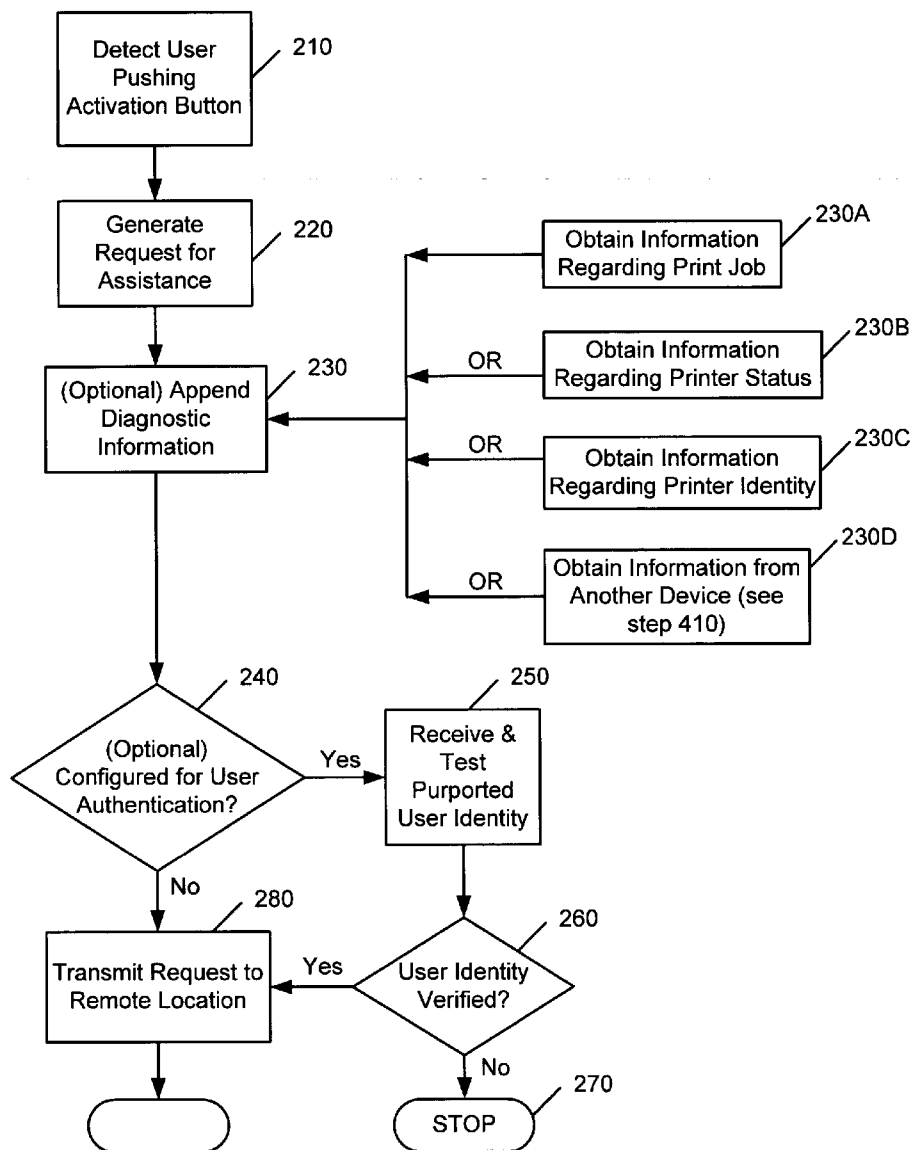 Detect User
Pushing
Activation Button
210
Generate
Request for
Assistance
220
(Optional) Append
Diagnostic
Information
230
Obtain Information
Regarding Print Job
230A
OR
Obtain Information
Regarding Printer Status
230B
OR
Obtain Information
Regarding Printer Identity
230C
OR
Obtain Information from
Another Device (see
step 410)
230D
(Optional)
Configured for User
Authentication?
240
Yes
No
Receive &
Test
Purported
User Identity
250
Transmit Request to
Remote Location
280
Yes
User Identity
Verified?
260
No
STOP
270